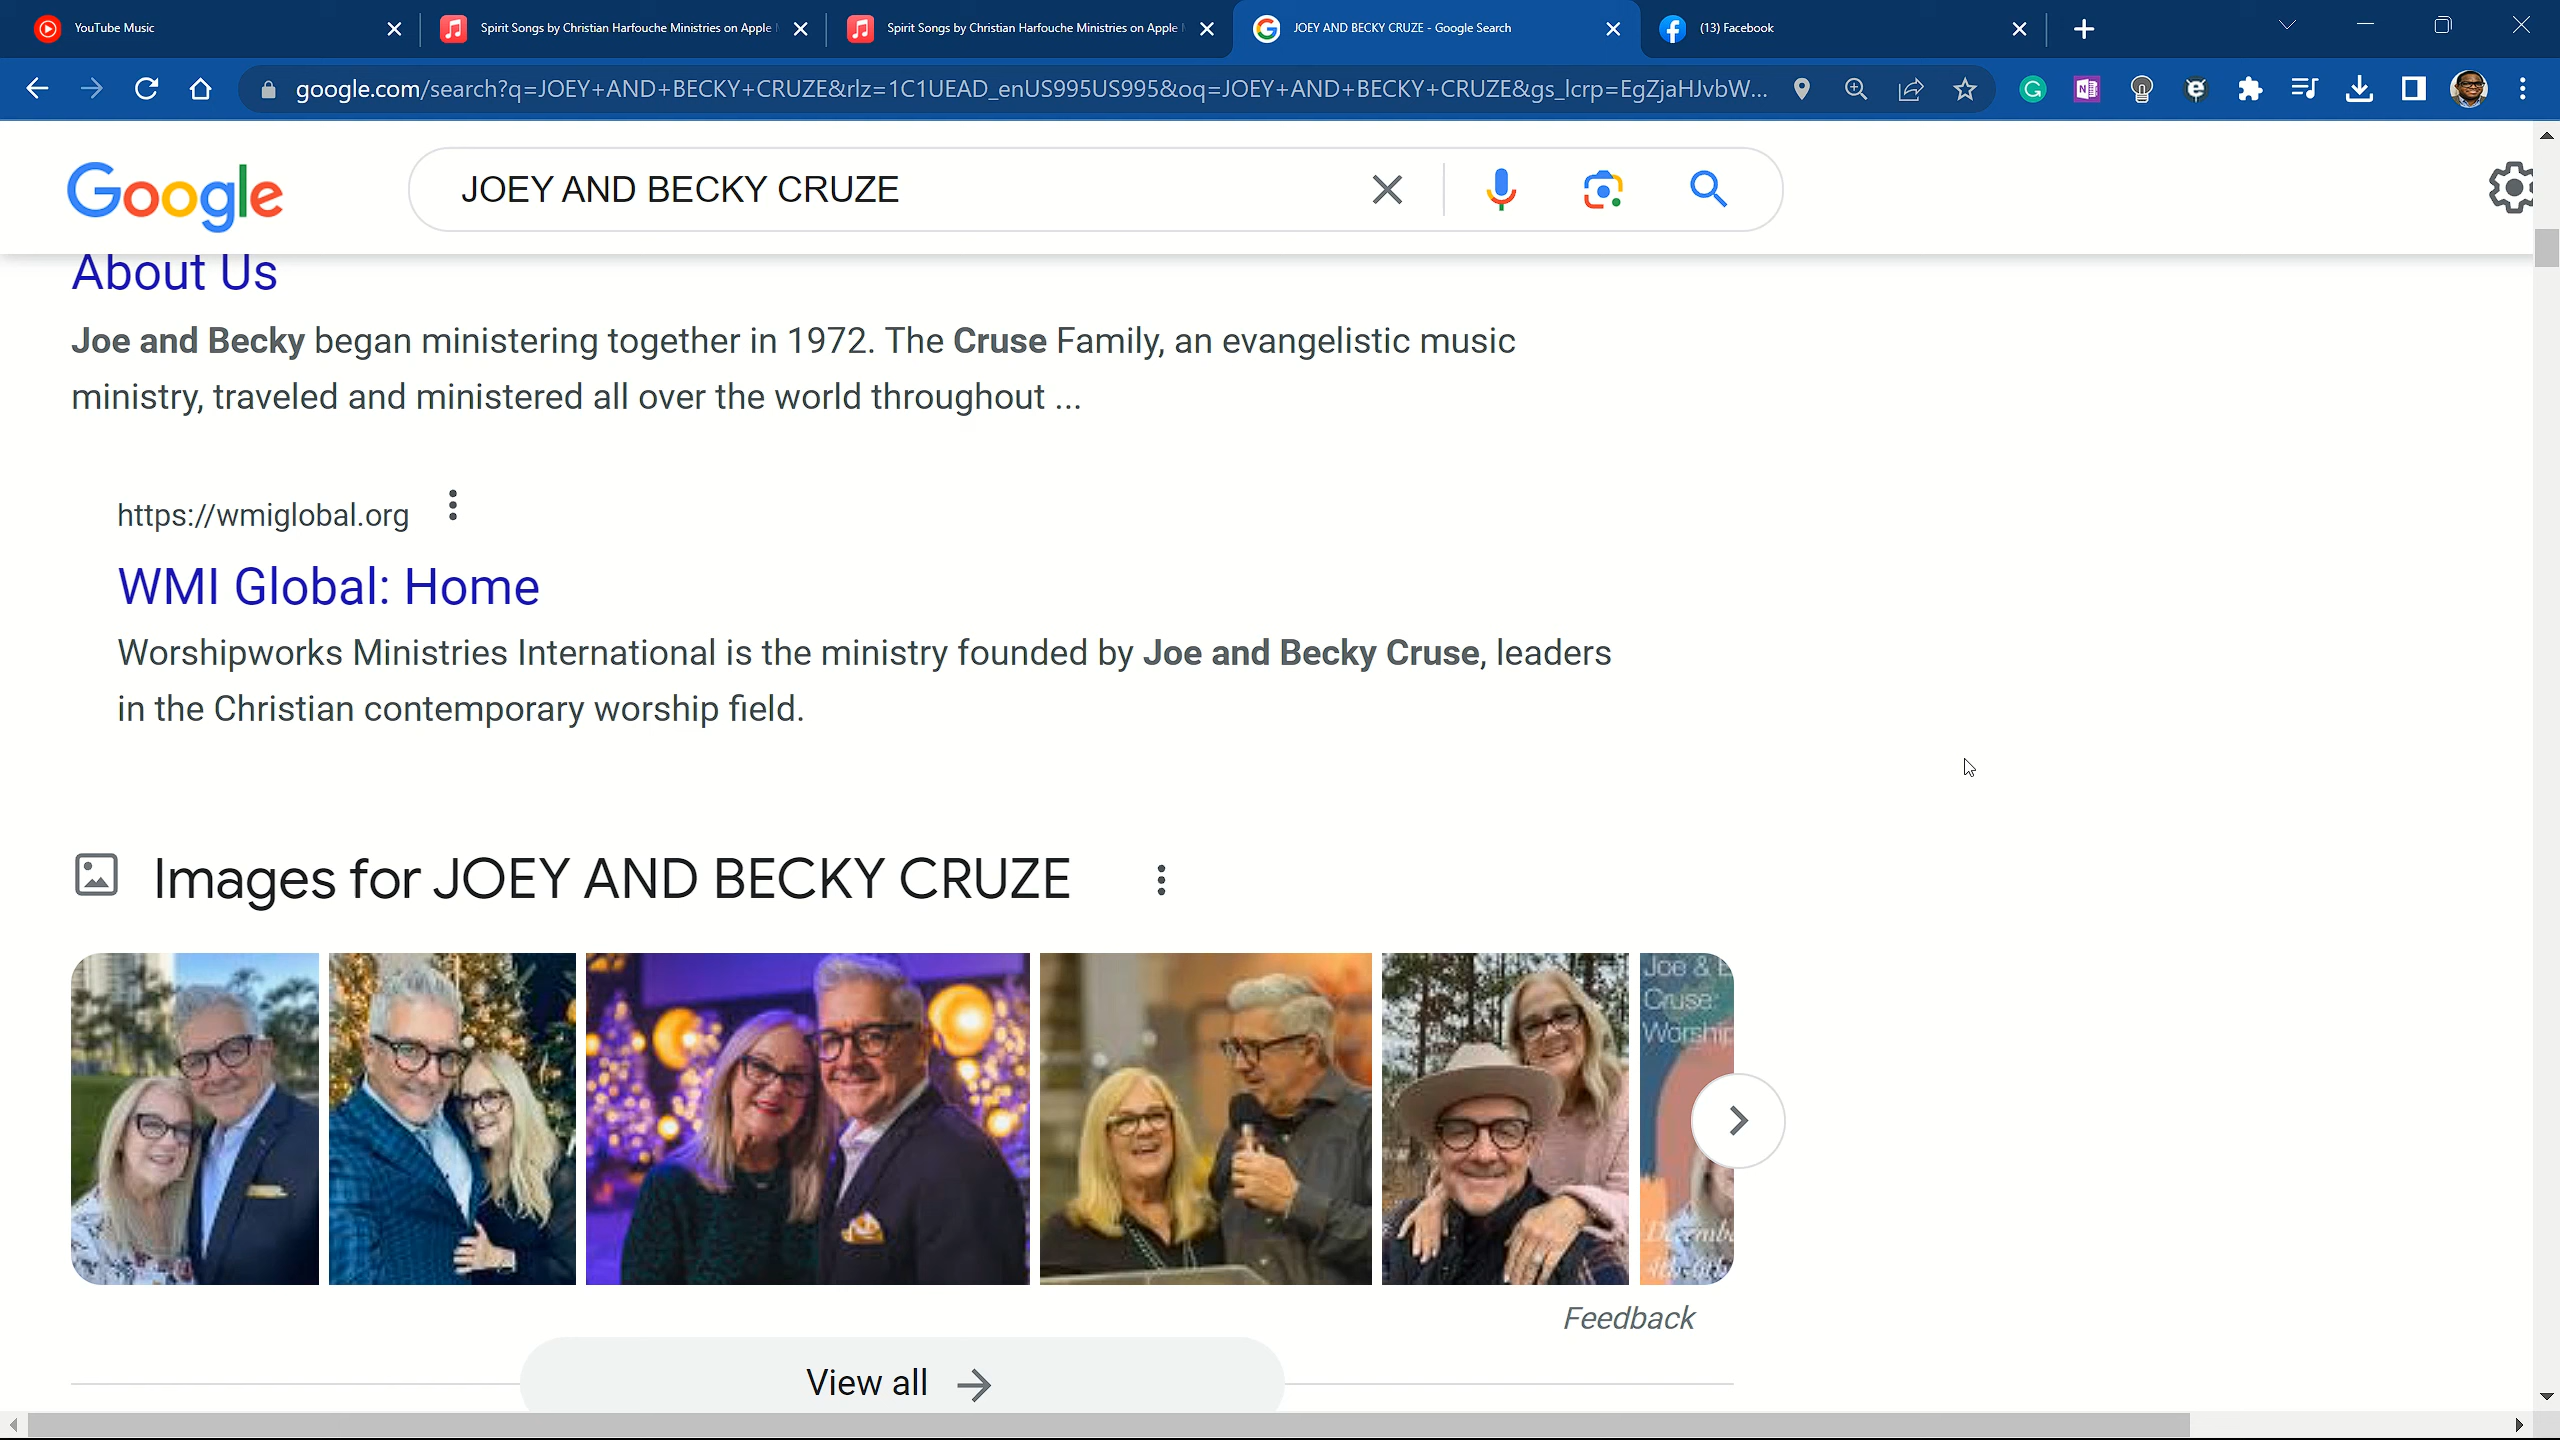 YouTube Music
Spirit Songs by Christian Harfouche Ministries on Apple
Spirit Songs by Christian Harfouche Ministries on Apple
JOEY AND BECKY CRUZE - Google Search
(13) Facebook
google.com/search?q=JOEY+AND+BECKY+CRUZE&rlz=1C1UEAD_enUS995US995&oq=JOEY+AND+BECKY+CRUZE&gs_lcrp=EgZjaHJvbW...
Google
JOEY AND BECKY CRUZE
About Us
Joe and Becky began ministering together in 1972. The Cruse Family, an evangelistic music
ministry, traveled and ministered all over the world throughout ...
https://wmiglobal.org
WMI Global: Home
Worshipworks Ministries International is the ministry founded by Joe and Becky Cruse, leaders
in the Christian contemporary worship field.
Images for JOEY AND BECKY CRUZE
Joe &
Cruse:
Worship
Feedback
View all